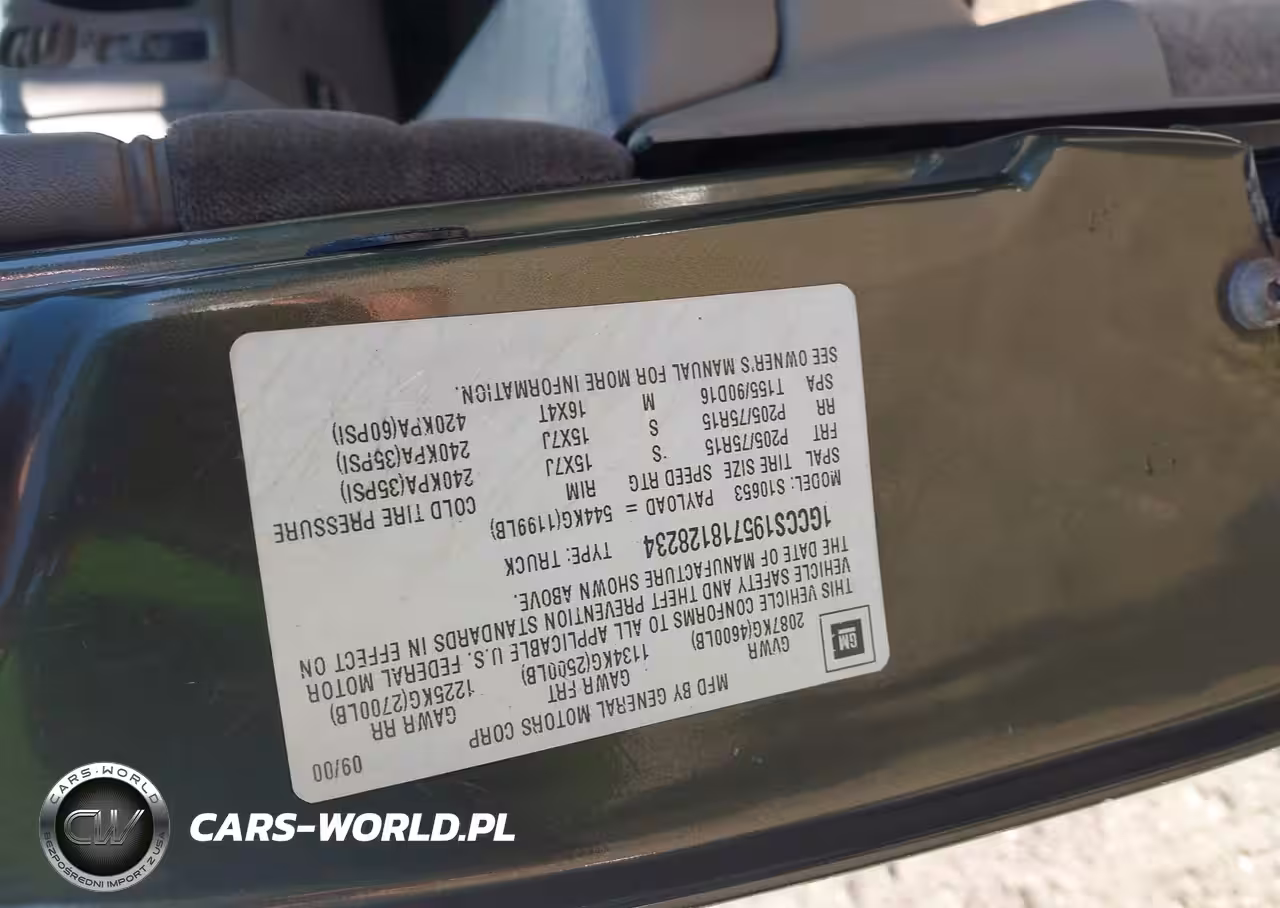 MFD BY GENERAL MOTORS CORP 09/00
GVWR GAWR FRT GAWR RR
2087KG(4600LB) 1134KG(2500LB) 1225KG(2700LB)
GM
THIS VEHICLE CONFORMS TO ALL APPLICABLE U.S. FEDERAL MOTOR
VEHICLE SAFETY AND THEFT PREVENTION STANDARDS IN EFFECT ON
THE DATE OF MANUFACTURE SHOWN ABOVE.
1GCCS195718128234 TYPE: TRUCK
MODEL: S10653 PAYLOAD = 544KG(1199LB)
SPAL TIRE SIZE SPEED RTG RIM COLD TIRE PRESSURE
FRT P205/75R15 S 15X7J 240KPA(35PSI)
RR P205/75R15 S 15X7J 240KPA(35PSI)
SPA T155/90D16 M 16X4T 420KPA(60PSI)
SEE OWNER'S MANUAL FOR MORE INFORMATION.
CARS-WORLD
CW
BEZPOŚREDNI IMPORT Z USA
CARS-WORLD.PL